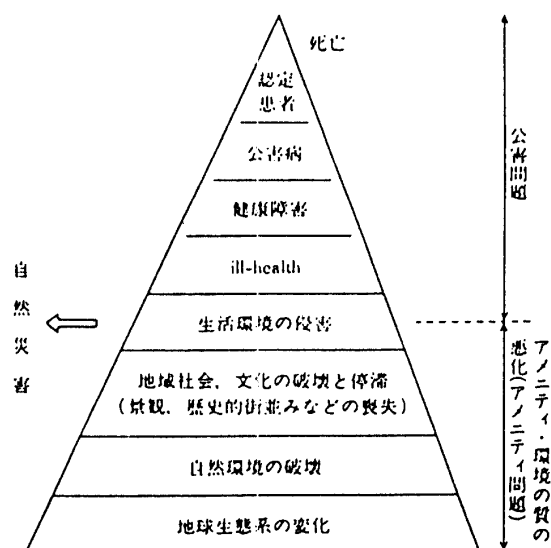 死亡
認定
患者
公害病
健康障害
ill-health
生活環境の侵害
地域社会，文化の破壊と停滞
（景観，歴史的街並みなどの喪失）
自然環境の破壊
地球生態系の変化
自然災害
公害問題
アメニティ・環境の質の
悪化（アメニティ問題）